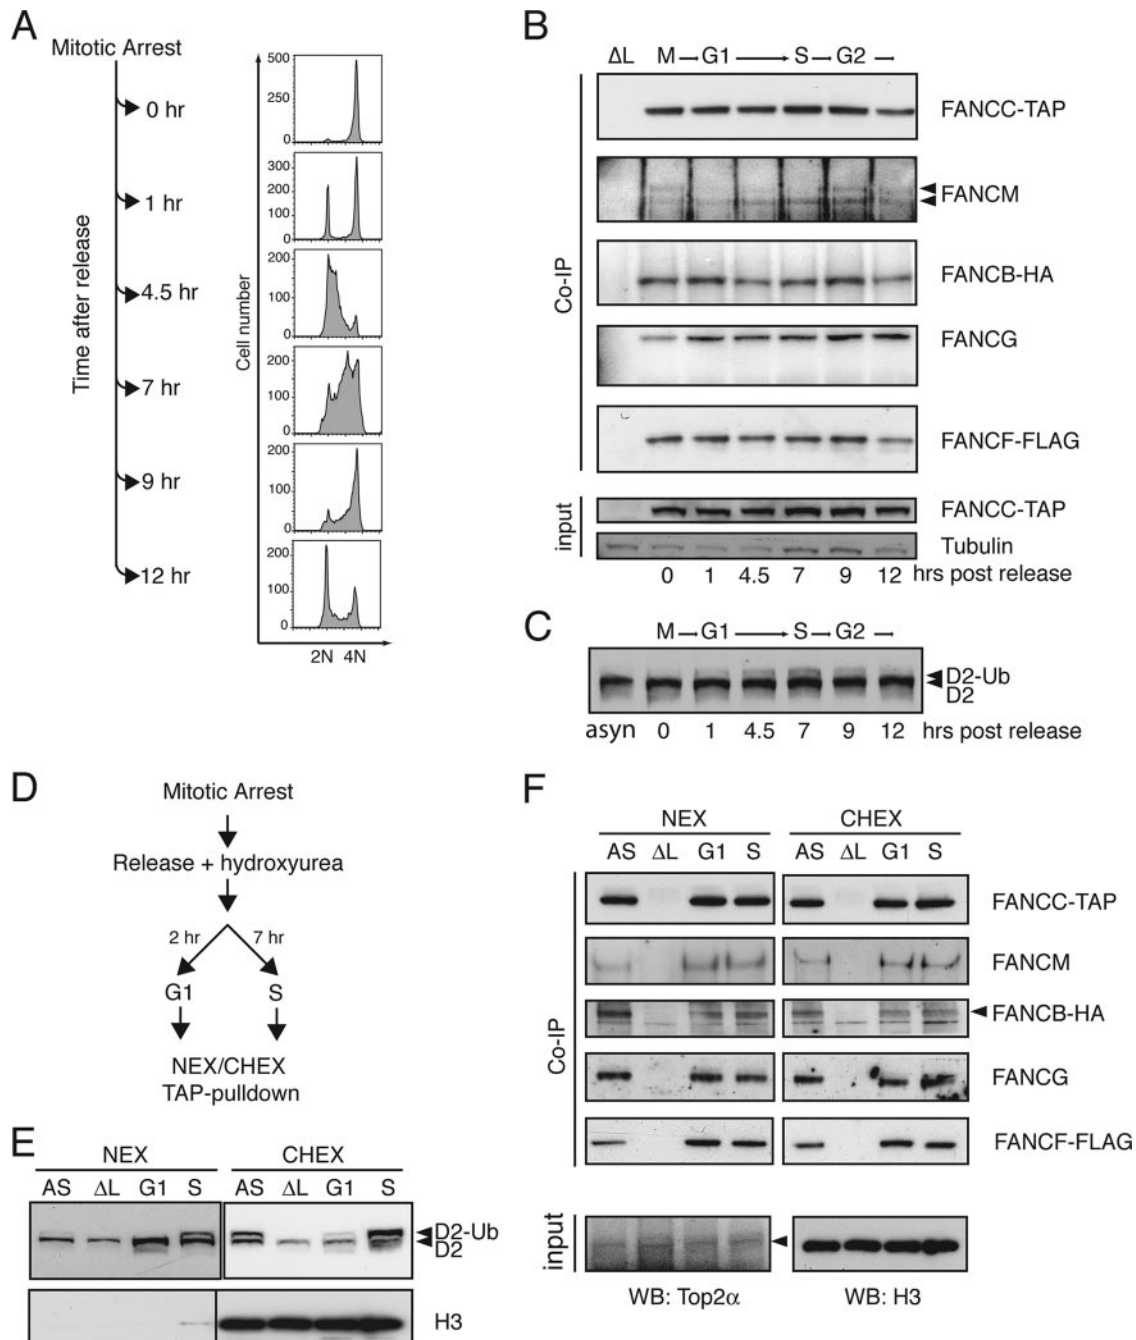 A
Mitotic Arrest
0 hr
1 hr
4.5 hr
7 hr
9 hr
12 hr
Time after release
Cell number
500
250
0
300
200
100
0
200
100
0
200
100
0
200
100
0
200
100
0
2N 4N
B
ΔL M G1 S G2
FANCC-TAP
FANCM
FANCB-HA
FANCG
FANCF-FLAG
Co-IP
FANCC-TAP
Tubulin
input
0 1 4.5 7 9 12 hrs post release
C
M G1 S G2
D2-Ub
D2
asyn 0 1 4.5 7 9 12 hrs post release
D
Mitotic Arrest
Release + hydroxyurea
2 hr 7 hr
G1 S
NEX/CHEX
TAP-pulldown
E
NEX CHEX
AS ΔL G1 S AS ΔL G1 S
D2-Ub
D2
H3
F
NEX CHEX
AS ΔL G1 S AS ΔL G1 S
FANCC-TAP
FANCM
FANCB-HA
FANCG
FANCF-FLAG
Co-IP
input
WB: Top2α WB: H3